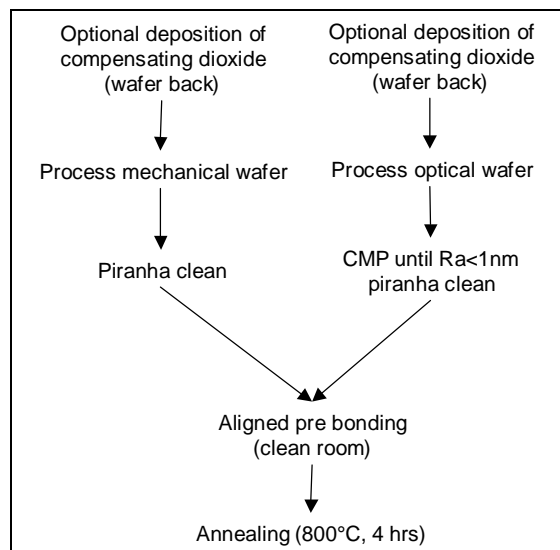 Optional deposition of
compensating dioxide
(wafer back)
Optional deposition of
compensating dioxide
(wafer back)
Process mechanical wafer
Process optical wafer
Piranha clean
CMP until Ra<1nm
piranha clean
Aligned pre bonding
(clean room)
Annealing (800°C, 4 hrs)